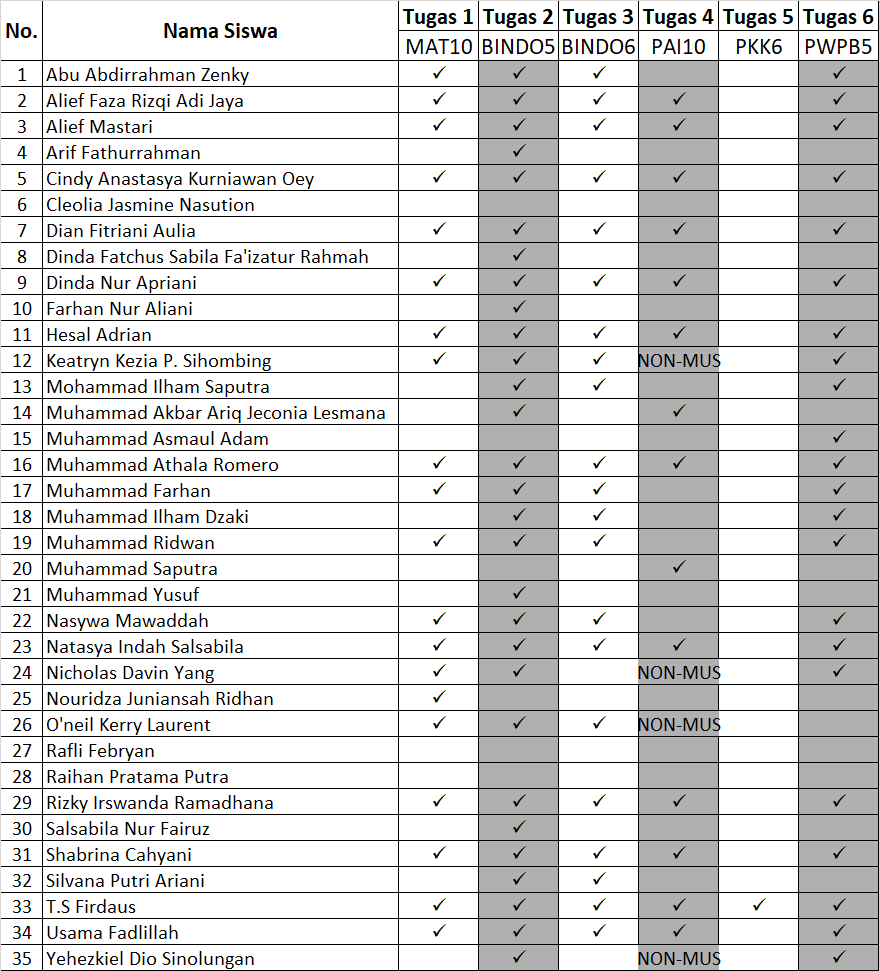 No. Nama Siswa Tugas 1 Tugas 2 Tugas 3 Tugas 4 Tugas 5 Tugas 6
MAT10 BINDO5 BINDO6 PAI10 PKK6 PWPB5
1 Abu Abdirrahman Zenky ✓ ✓ ✓ ✓
2 Alief Faza Rizqi Adi Jaya ✓ ✓ ✓ ✓ ✓
3 Alief Mastari ✓ ✓ ✓ ✓ ✓
4 Arif Fathurrahman ✓
5 Cindy Anastasya Kurniawan Oey ✓ ✓ ✓ ✓ ✓
6 Cleolia Jasmine Nasution
7 Dian Fitriani Aulia ✓ ✓ ✓ ✓ ✓
8 Dinda Fatchus Sabila Fa'izatur Rahmah ✓
9 Dinda Nur Apriani ✓ ✓ ✓ ✓ ✓
10 Farhan Nur Aliani ✓
11 Hesal Adrian ✓ ✓ ✓ ✓ ✓
12 Keatryn Kezia P. Sihombing ✓ ✓ ✓ NON-MUS ✓
13 Mohammad Ilham Saputra ✓ ✓ ✓
14 Muhammad Akbar Ariq Jeconia Lesmana ✓ ✓
15 Muhammad Asmaul Adam ✓
16 Muhammad Athala Romero ✓ ✓ ✓ ✓ ✓
17 Muhammad Farhan ✓ ✓ ✓ ✓
18 Muhammad Ilham Dzaki ✓ ✓ ✓
19 Muhammad Ridwan ✓ ✓ ✓ ✓
20 Muhammad Saputra ✓
21 Muhammad Yusuf ✓
22 Nasywa Mawaddah ✓ ✓ ✓ ✓
23 Natasya Indah Salsabila ✓ ✓ ✓ ✓ ✓
24 Nicholas Davin Yang ✓ ✓ NON-MUS ✓
25 Nouridza Juniansah Ridhan ✓
26 O'neil Kerry Laurent ✓ ✓ ✓ NON-MUS
27 Rafli Febryan
28 Raihan Pratama Putra
29 Rizky Irswanda Ramadhana ✓ ✓ ✓ ✓ ✓
30 Salsabila Nur Fairuz ✓
31 Shabrina Cahyani ✓ ✓ ✓ ✓ ✓
32 Silvana Putri Ariani ✓ ✓
33 T.S Firdaus ✓ ✓ ✓ ✓ ✓ ✓
34 Usama Fadlillah ✓ ✓ ✓ ✓ ✓
35 Yehezkiel Dio Sinolungan ✓ NON-MUS ✓